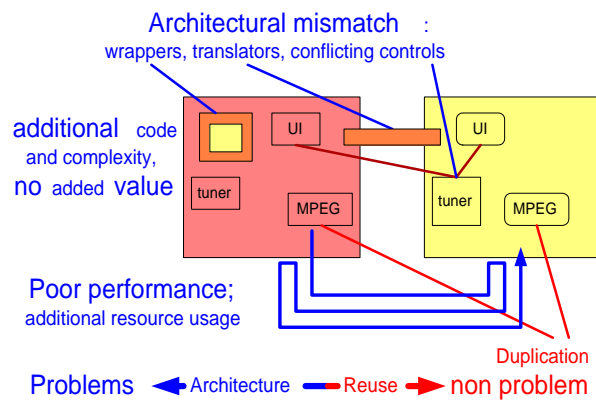 Architectural mismatch :
wrappers, translators, conflicting controls
additional code
and complexity,
no added value
UI
UI
tuner
tuner
MPEG
MPEG
Poor performance;
additional resource usage
Duplication
Problems Architecture Reuse non problem